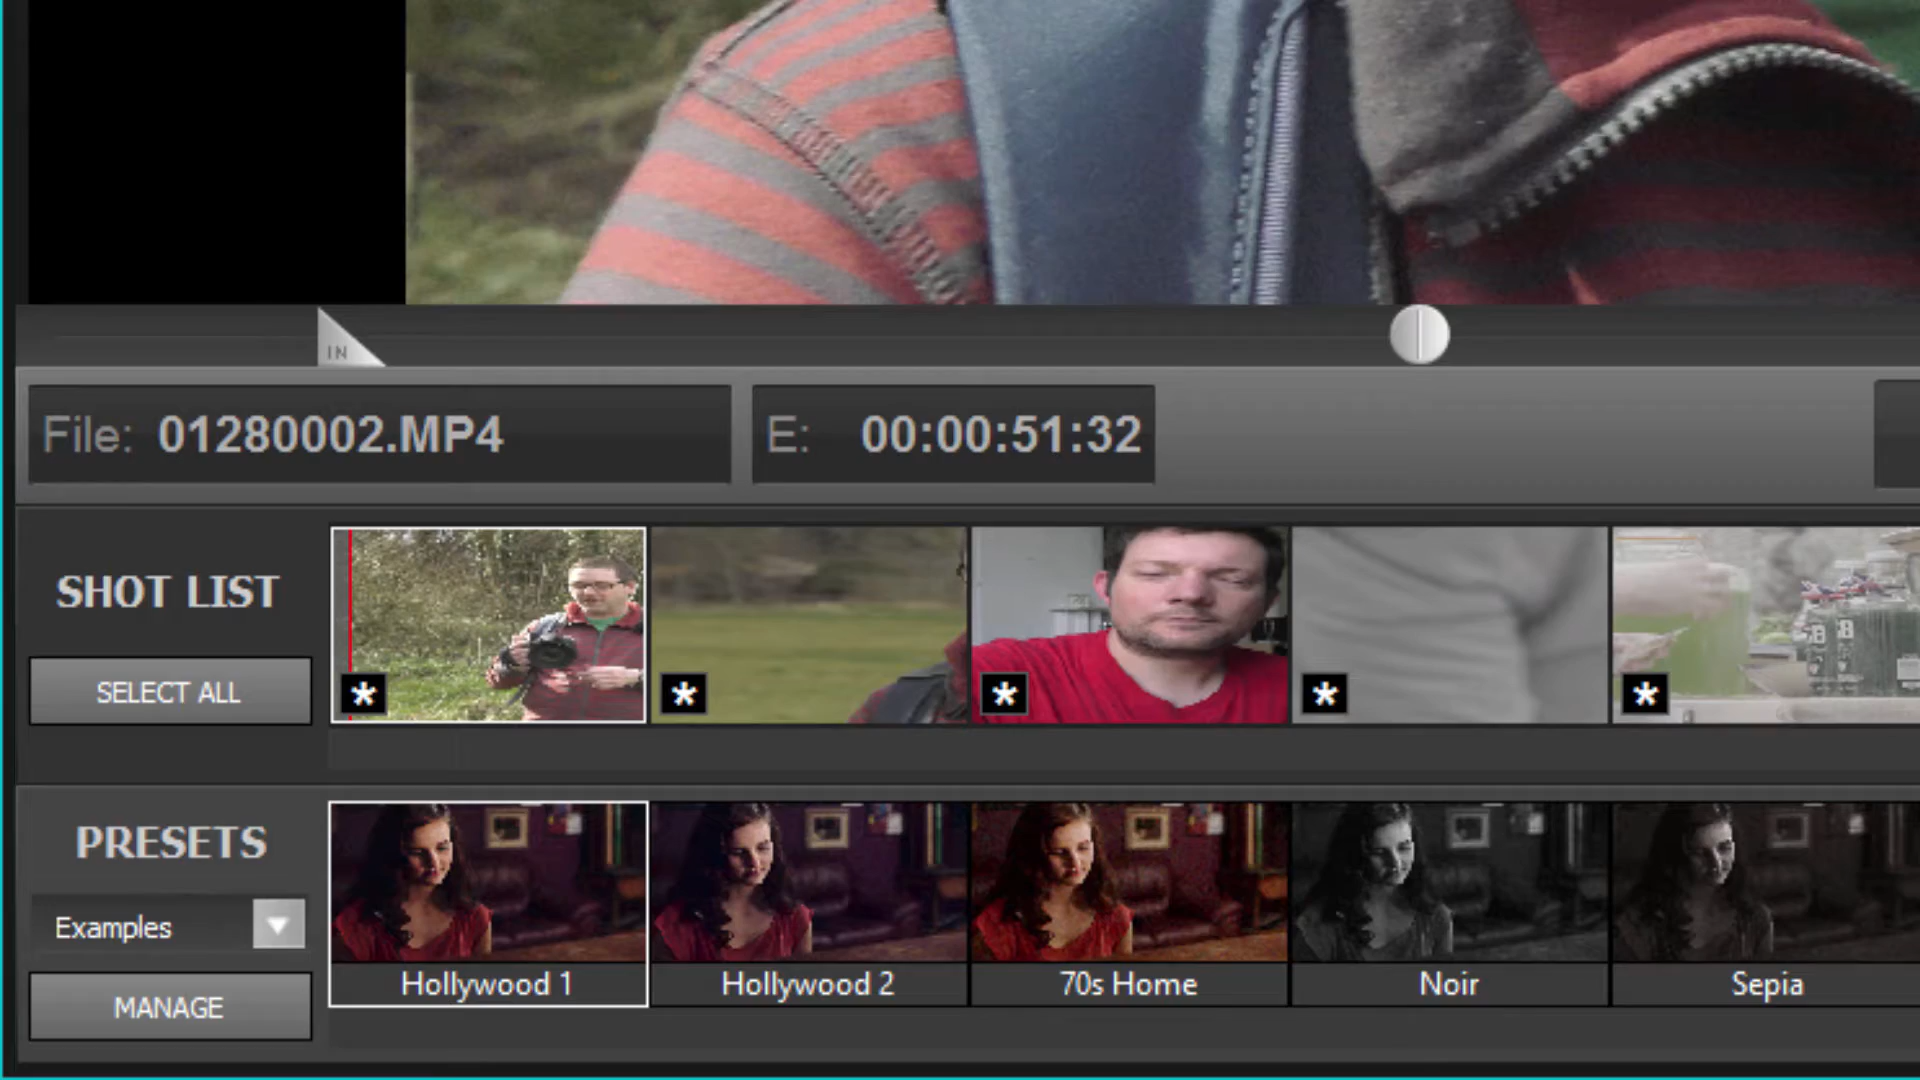 IN
File: 01280002.MP4
E: 00:00:51:32
SHOT LIST
SELECT ALL
*
*
*
*
*
PRESETS
Examples
MANAGE
Hollywood 1
Hollywood 2
70s Home
Noir
Sepia